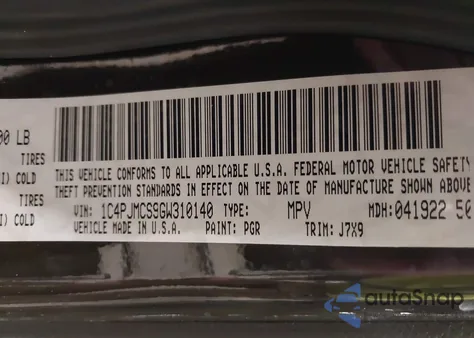 00 LB
TIRES
I) COLD
TIRES
I) COLD
THIS VEHICLE CONFORMS TO ALL APPLICABLE U.S.A. FEDERAL MOTOR VEHICLE SAFETY
THEFT PREVENTION STANDARDS IN EFFECT ON THE DATE OF MANUFACTURE SHOWN ABOVE
VIN: 1C4PJMCS9GW310140 TYPE: MPV MDH: 041922 50
VEHICLE MADE IN U.S.A. PAINT: PGR TRIM: J7X9
autoSnap